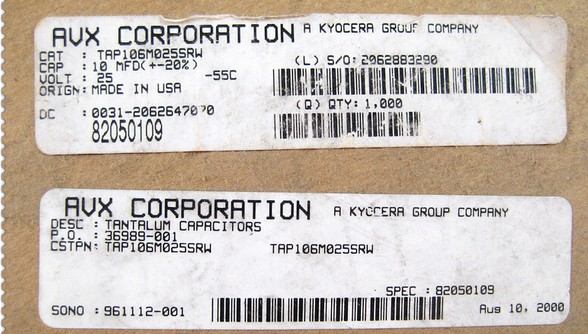 AVX CORPORATION A KYOCERA GROUP COMPANY
CAT : TAP106M025SRW (L) S/O: 2062883290
CAP : 10 MFD(+-20%)
VOLT : 25 -55C
ORIGN: MADE IN USA (Q) QTY: 1,000
DC : 0031-2062647070
82050109
AVX CORPORATION A KYOCERA GROUP COMPANY
DESC : TANTALUM CAPACITORS
P.O. : 36989-001
CSTPN: TAP106M025SRW TAP106M025SRW
SPEC : 82050109
SONO : 961112-001 Aug 10, 2000